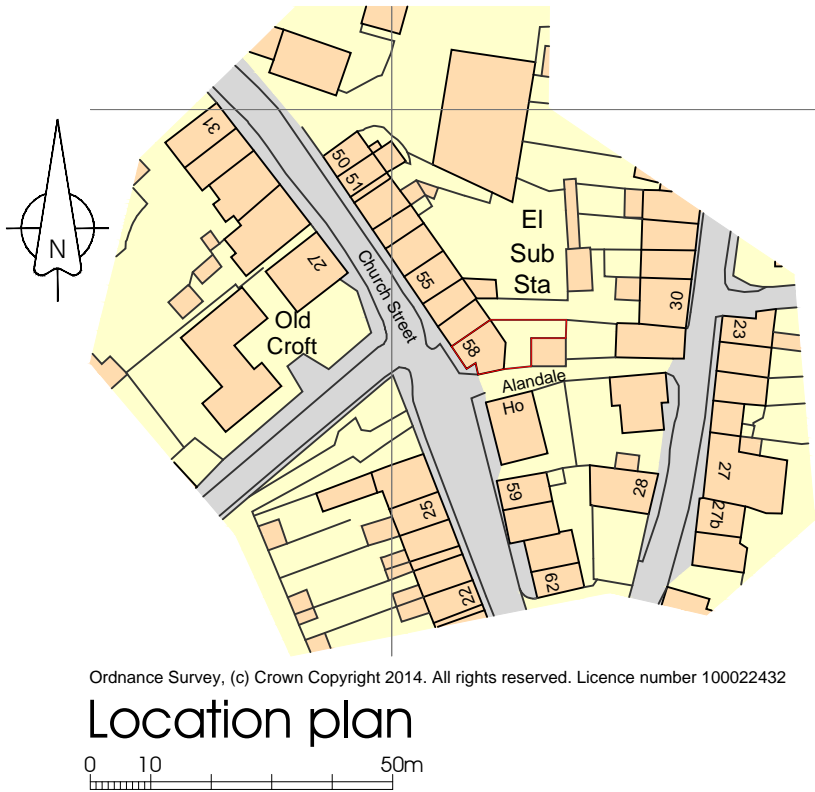 31
50
51
El
Sub
Sta
27
Church Street
55
30
Old
Croft
23
58
Alandale
Ho
27
28
59
25
27b
62
22
N
Ordnance Survey, (c) Crown Copyright 2014. All rights reserved. Licence number 100022432
Location plan
0 10 50m